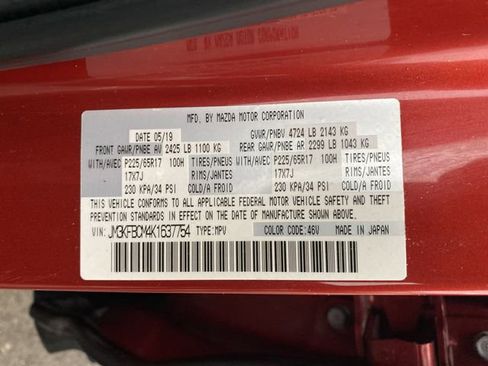 MFD. BY MAZDA MOTOR CORPORATION
DATE 05/19 GVWR/PNBV 4724 LB 2143 KG
FRONT GAWR/PNBE AV 2425 LB 1100 KG REAR GAWR/PNBE AR 2299 LB 1043 KG
WITH/AVEC P225/65R17 100H TIRES/PNEUS WITH/AVEC P225/65R17 100H TIRES/PNEUS
17X7J RIMS/JANTES 17X7J RIMS/JANTES
230 KPA/34 PSI COLD/A FROID 230 KPA/34 PSI COLD/A FROID
THIS VEHICLE CONFORMS TO ALL APPLICABLE FEDERAL MOTOR VEHICLE SAFETY AND THEFT
PREVENTION STANDARDS IN EFFECT ON THE DATE OF MANUFACTURE SHOWN ABOVE.
VIN: JM3KFBCM4K1637754 TYPE: MPV COLOR CODE: 46V MADE IN JAPAN